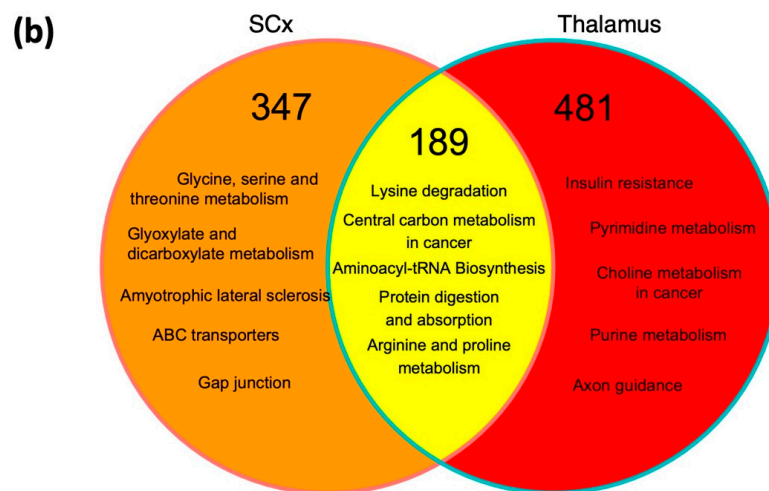 (b)
SCx
Thalamus
347
189
481
Glycine, serine and
threonine metabolism
Glyoxylate and
dicarboxylate metabolism
Amyotrophic lateral sclerosis
ABC transporters
Gap junction
Lysine degradation
Central carbon metabolism
in cancer
Aminoacyl-tRNA Biosynthesis
Protein digestion
and absorption
Arginine and proline
metabolism
Insulin resistance
Pyrimidine metabolism
Choline metabolism
in cancer
Purine metabolism
Axon guidance